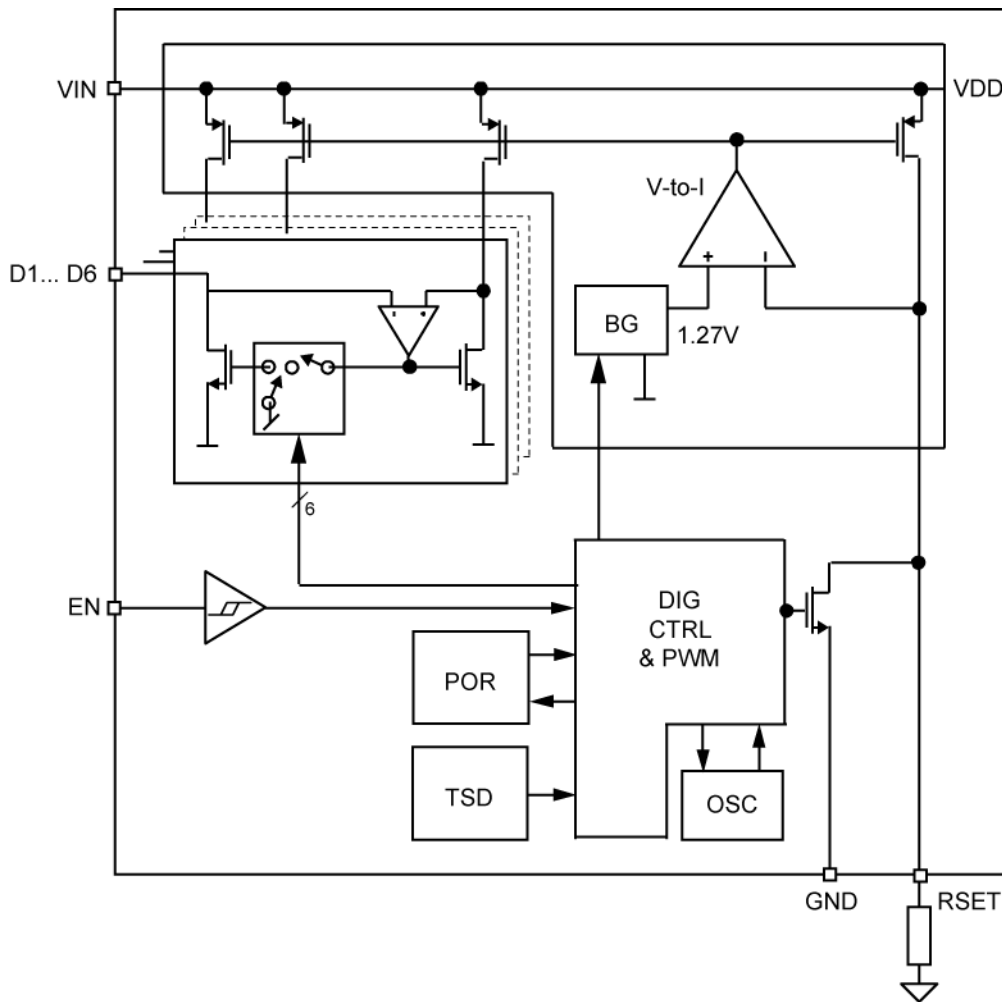 VIN
VDD
V-to-I
+
-
D1... D6
- +
BG
1.27V
6
EN
DIG
CTRL
& PWM
POR
TSD
OSC
GND
RSET